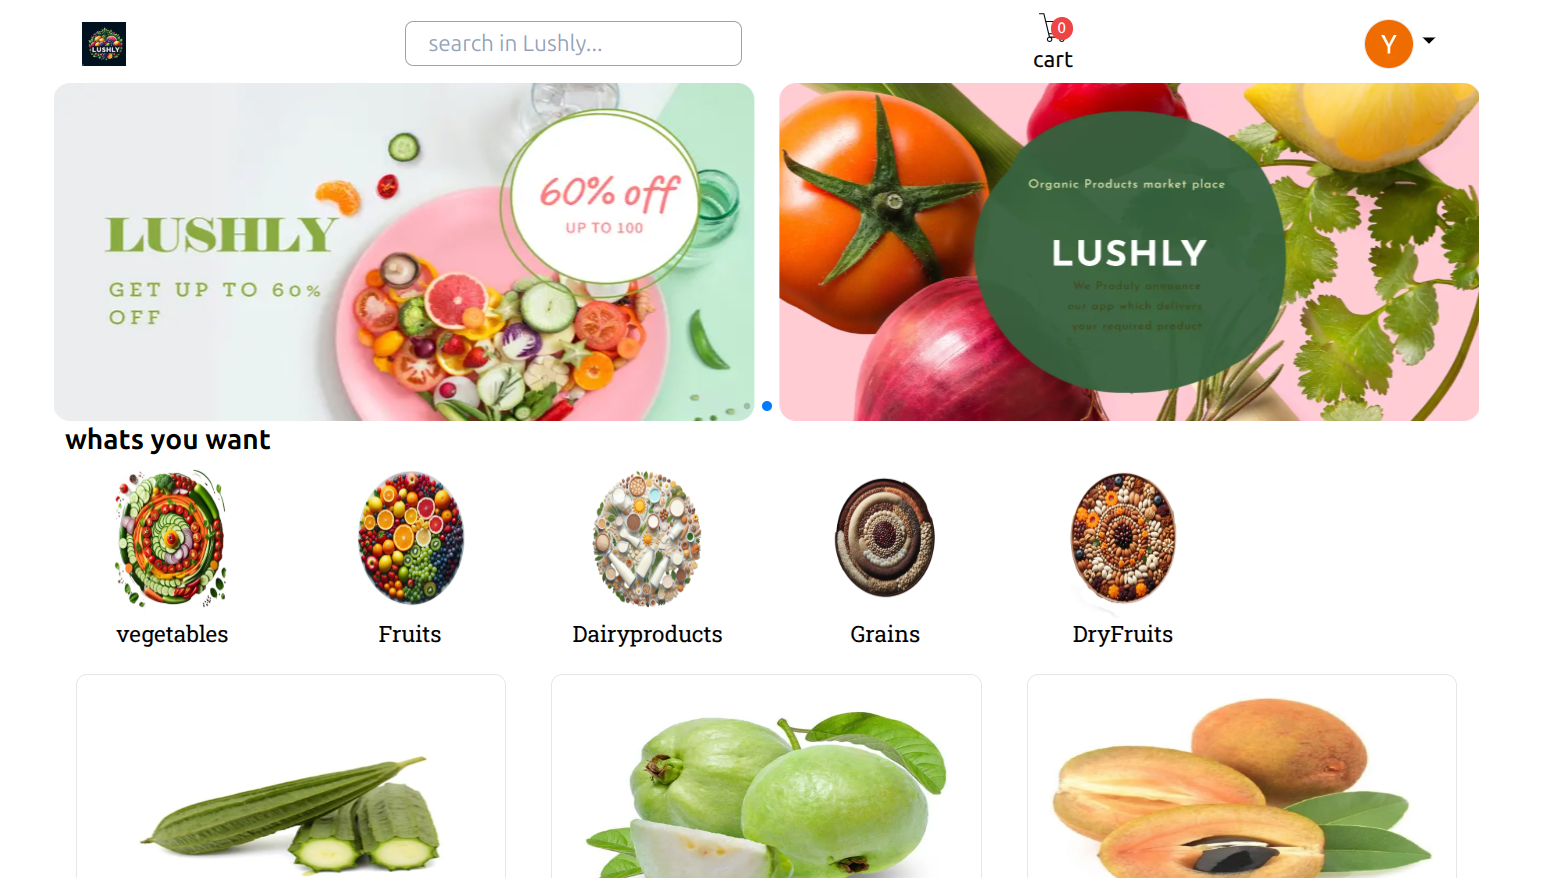 LUSHLY
search in Lushly...
0
cart
Y
60% off
UP TO 100
LUSHLY
GET UP TO 60%
OFF
Organic Products market place
LUSHLY
We Produly announce
our app which delivers
your required product
whats you want
vegetables
Fruits
Dairyproducts
Grains
DryFruits